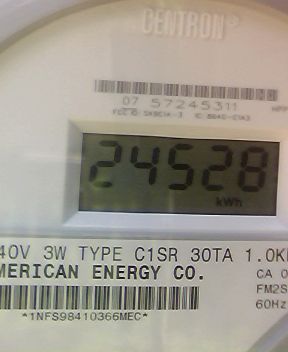 CENTRON®
07 57245311
24528
kWh
40V 3W TYPE C1SR 30TA 1.0K
MERICAN ENERGY CO.
CA 0
FM2S
60Hz
*1NFS98410366MEC*